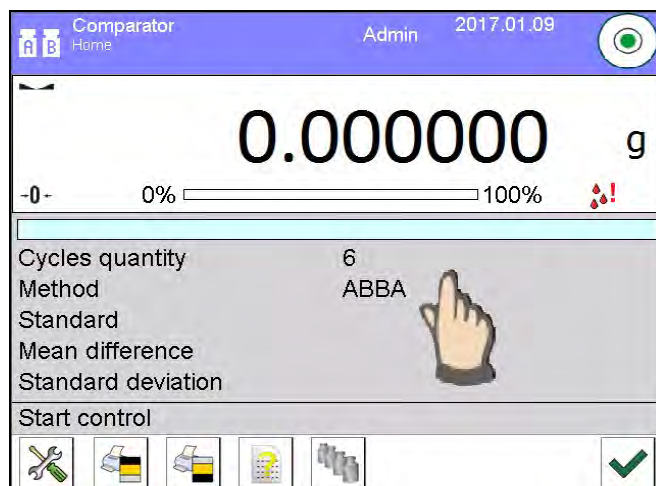 A B
Comparator
Home
Admin
2017.01.09
0.000000 g
-0-
0% 100%
!
Cycles quantity 6
Method ABBA
Standard
Mean difference
Standard deviation
Start control
?